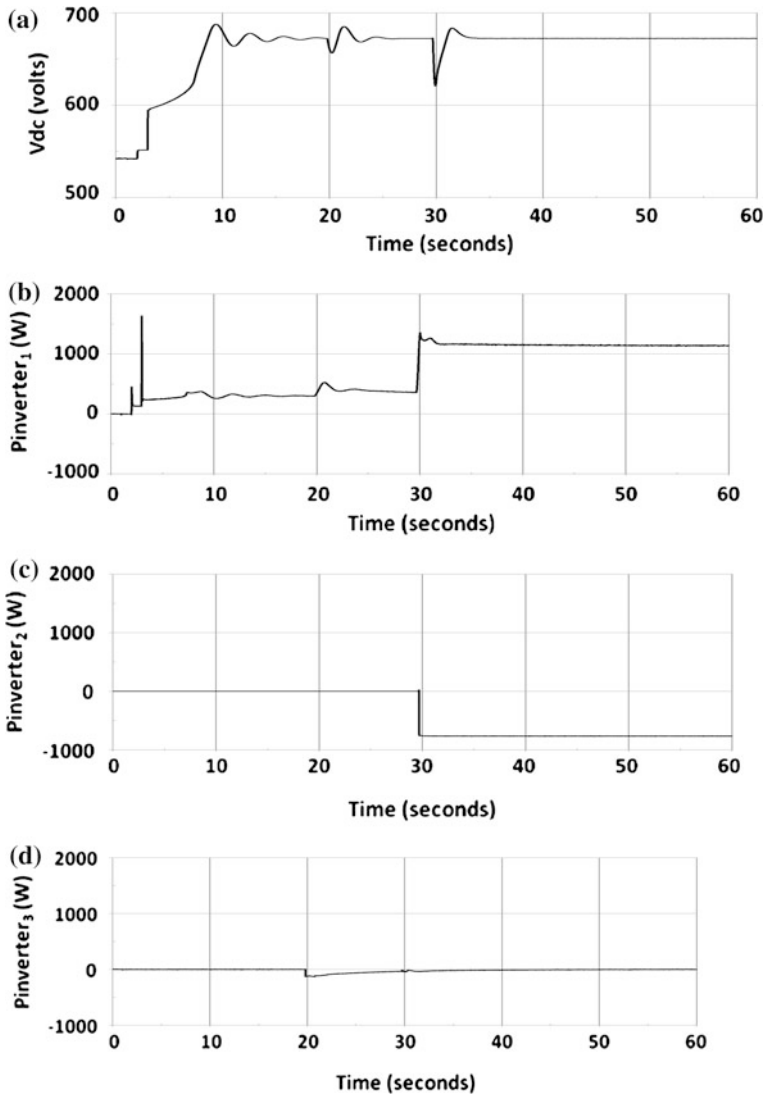 (a)
Vdc (volts)
700
600
500
0 10 20 30 40 50 60
Time (seconds)
(b)
Pinverter₁ (W)
2000
1000
0
-1000
0 10 20 30 40 50 60
Time (seconds)
(c)
Pinverter₂ (W)
2000
1000
0
-1000
0 10 20 30 40 50 60
Time (seconds)
(d)
Pinverter₃ (W)
2000
1000
0
-1000
0 10 20 30 40 50 60
Time (seconds)